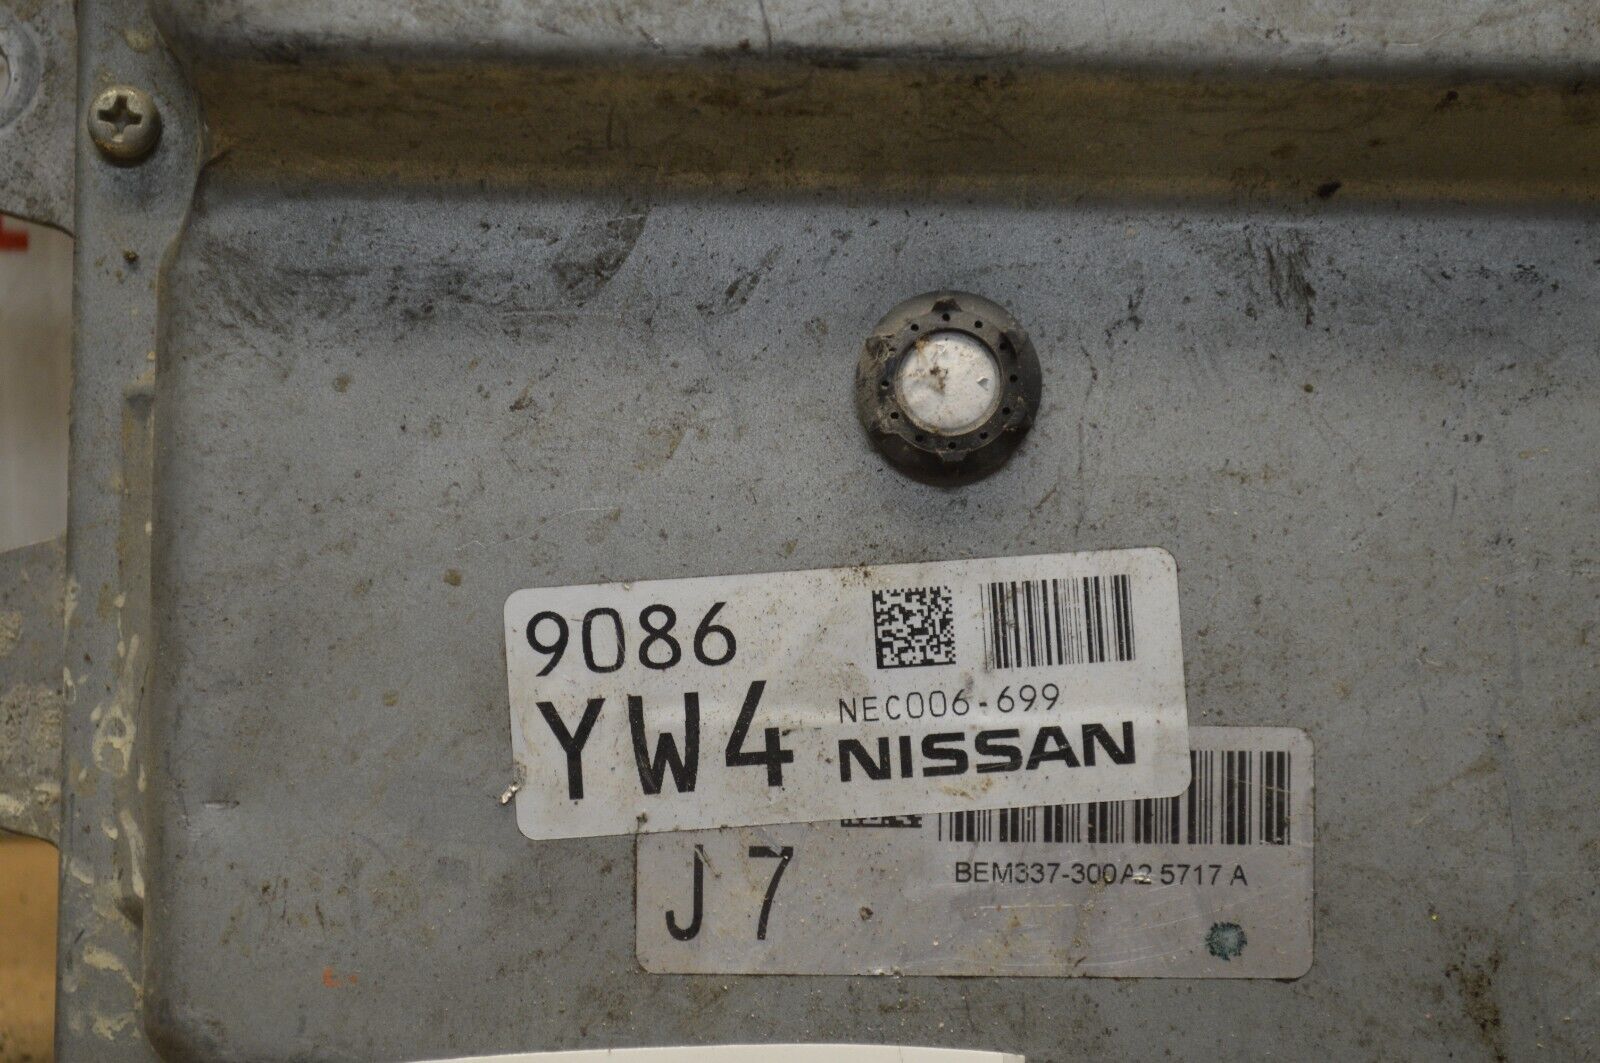 9086
YW4
NEC006-699
NISSAN
J7
BEM337-300A2 5717 A